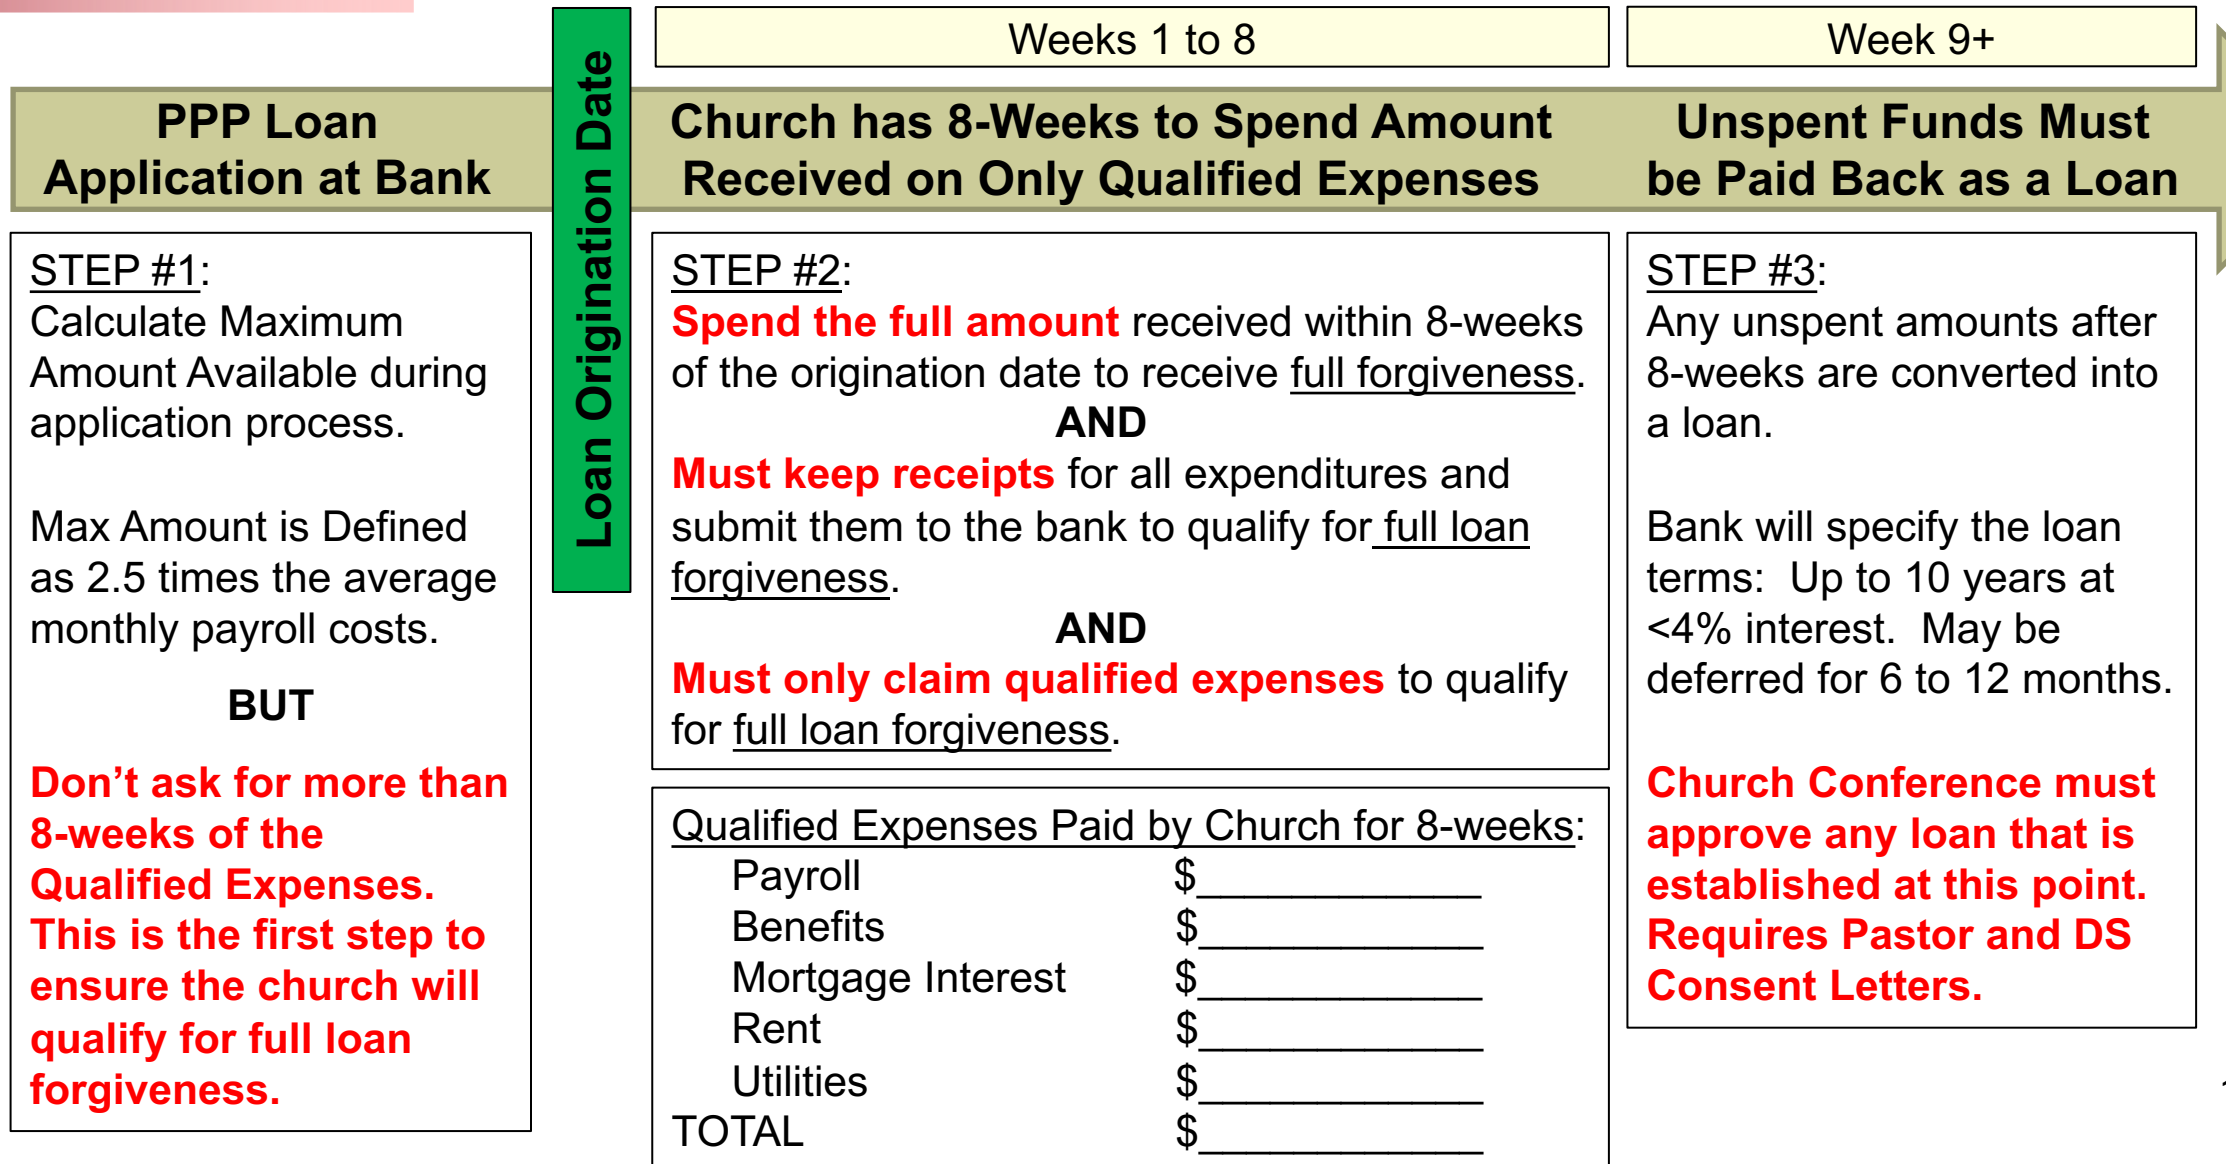 Weeks 1 to 8
Week 9+
PPP Loan
Application at Bank
Loan Origination Date
Church has 8-Weeks to Spend Amount
Received on Only Qualified Expenses
Unspent Funds Must
be Paid Back as a Loan
STEP #1:
Calculate Maximum
Amount Available during
application process.
Max Amount is Defined
as 2.5 times the average
monthly payroll costs.
BUT
Don’t ask for more than
8-weeks of the
Qualified Expenses.
This is the first step to
ensure the church will
qualify for full loan
forgiveness.
STEP #2:
Spend the full amount received within 8-weeks
of the origination date to receive full forgiveness.
AND
Must keep receipts for all expenditures and
submit them to the bank to qualify for full loan
forgiveness.
AND
Must only claim qualified expenses to qualify
for full loan forgiveness.
Qualified Expenses Paid by Church for 8-weeks:
Payroll $____________
Benefits $____________
Mortgage Interest $____________
Rent $____________
Utilities $____________
TOTAL $____________
STEP #3:
Any unspent amounts after
8-weeks are converted into
a loan.
Bank will specify the loan
terms:  Up to 10 years at
<4% interest.  May be
deferred for 6 to 12 months.
Church Conference must
approve any loan that is
established at this point.
Requires Pastor and DS
Consent Letters.